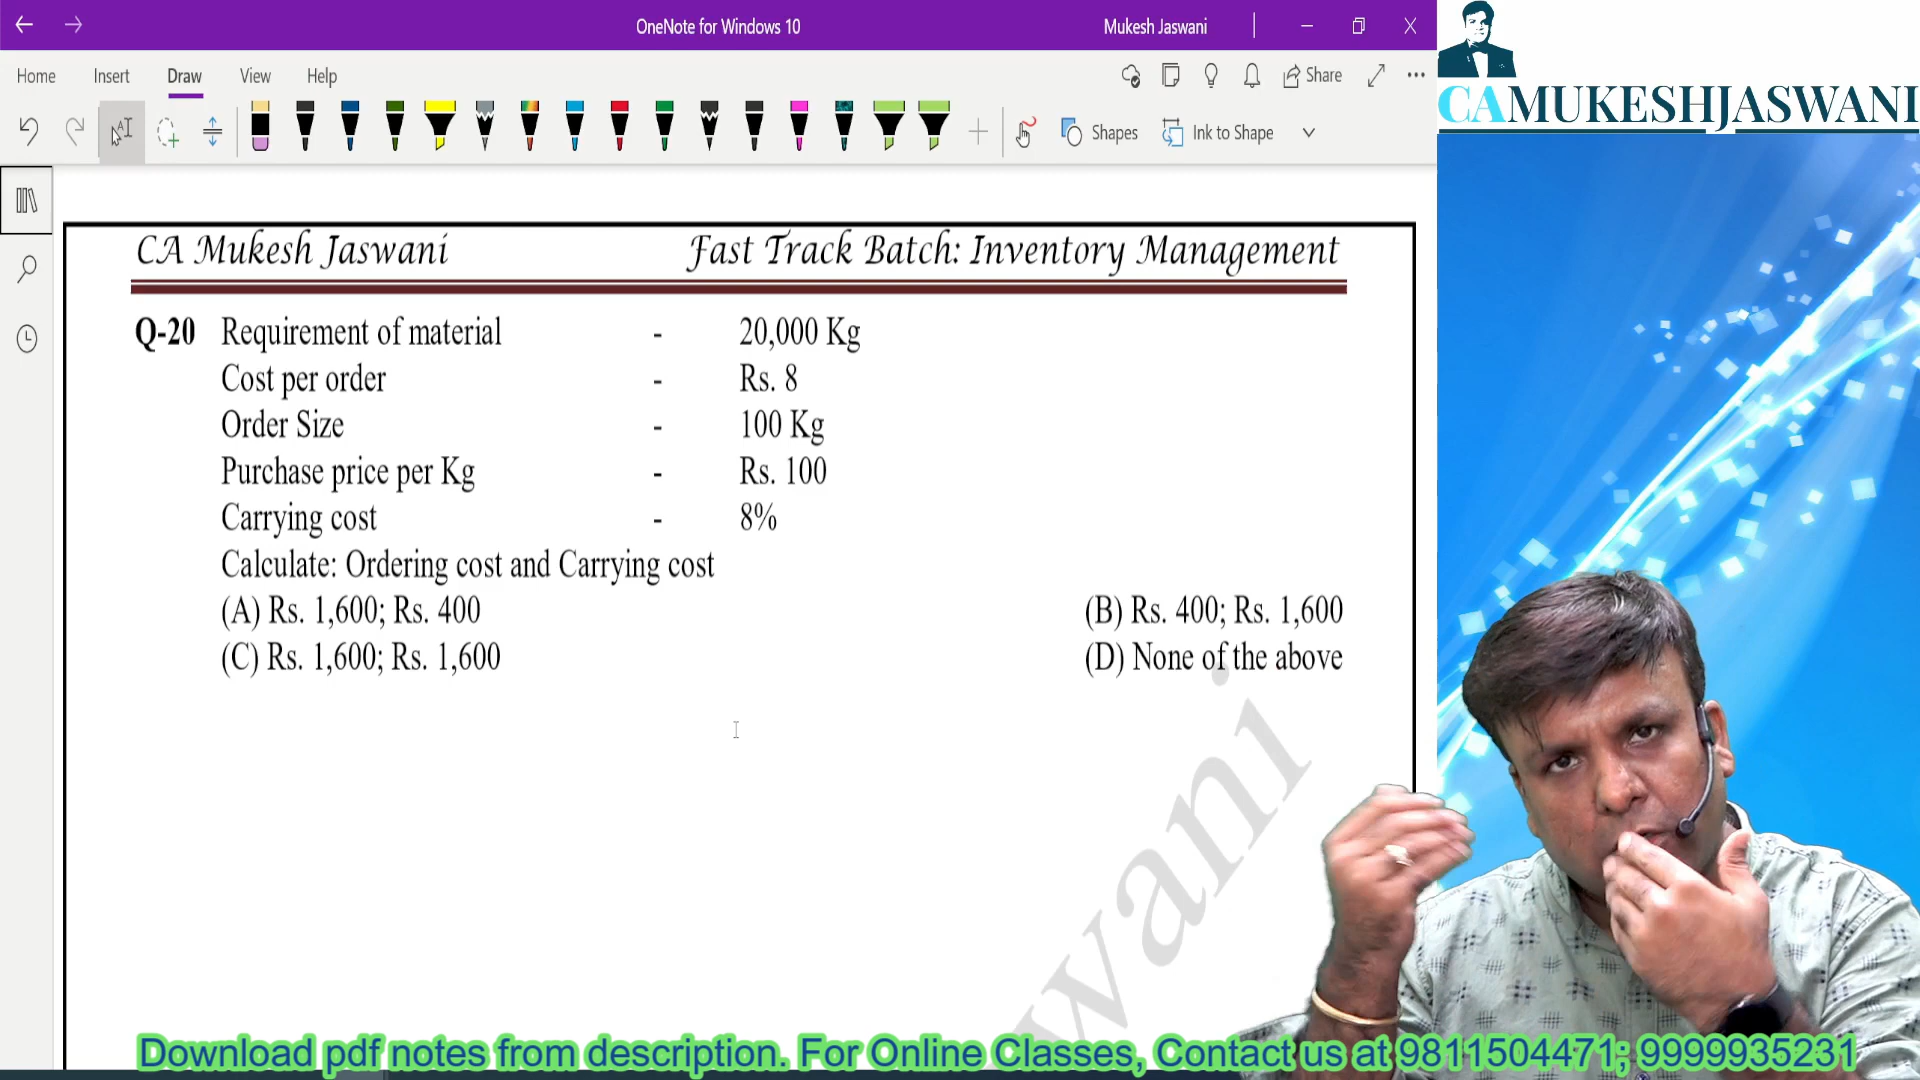 OneNote for Windows 10
Mukesh Jaswani
Home Insert Draw View Help
Share
Shapes
Ink to Shape
CAMUKESHJASWANI
CA Mukesh Jaswani Fast Track Batch: Inventory Management
Q-20 Requirement of material - 20,000 Kg
Cost per order - Rs. 8
Order Size - 100 Kg
Purchase price per Kg - Rs. 100
Carrying cost - 8%
Calculate: Ordering cost and Carrying cost
(A) Rs. 1,600; Rs. 400 (B) Rs. 400; Rs. 1,600
(C) Rs. 1,600; Rs. 1,600 (D) None of the above
wani
Download pdf notes from description. For Online Classes, Contact us at 9811504471; 9999935231